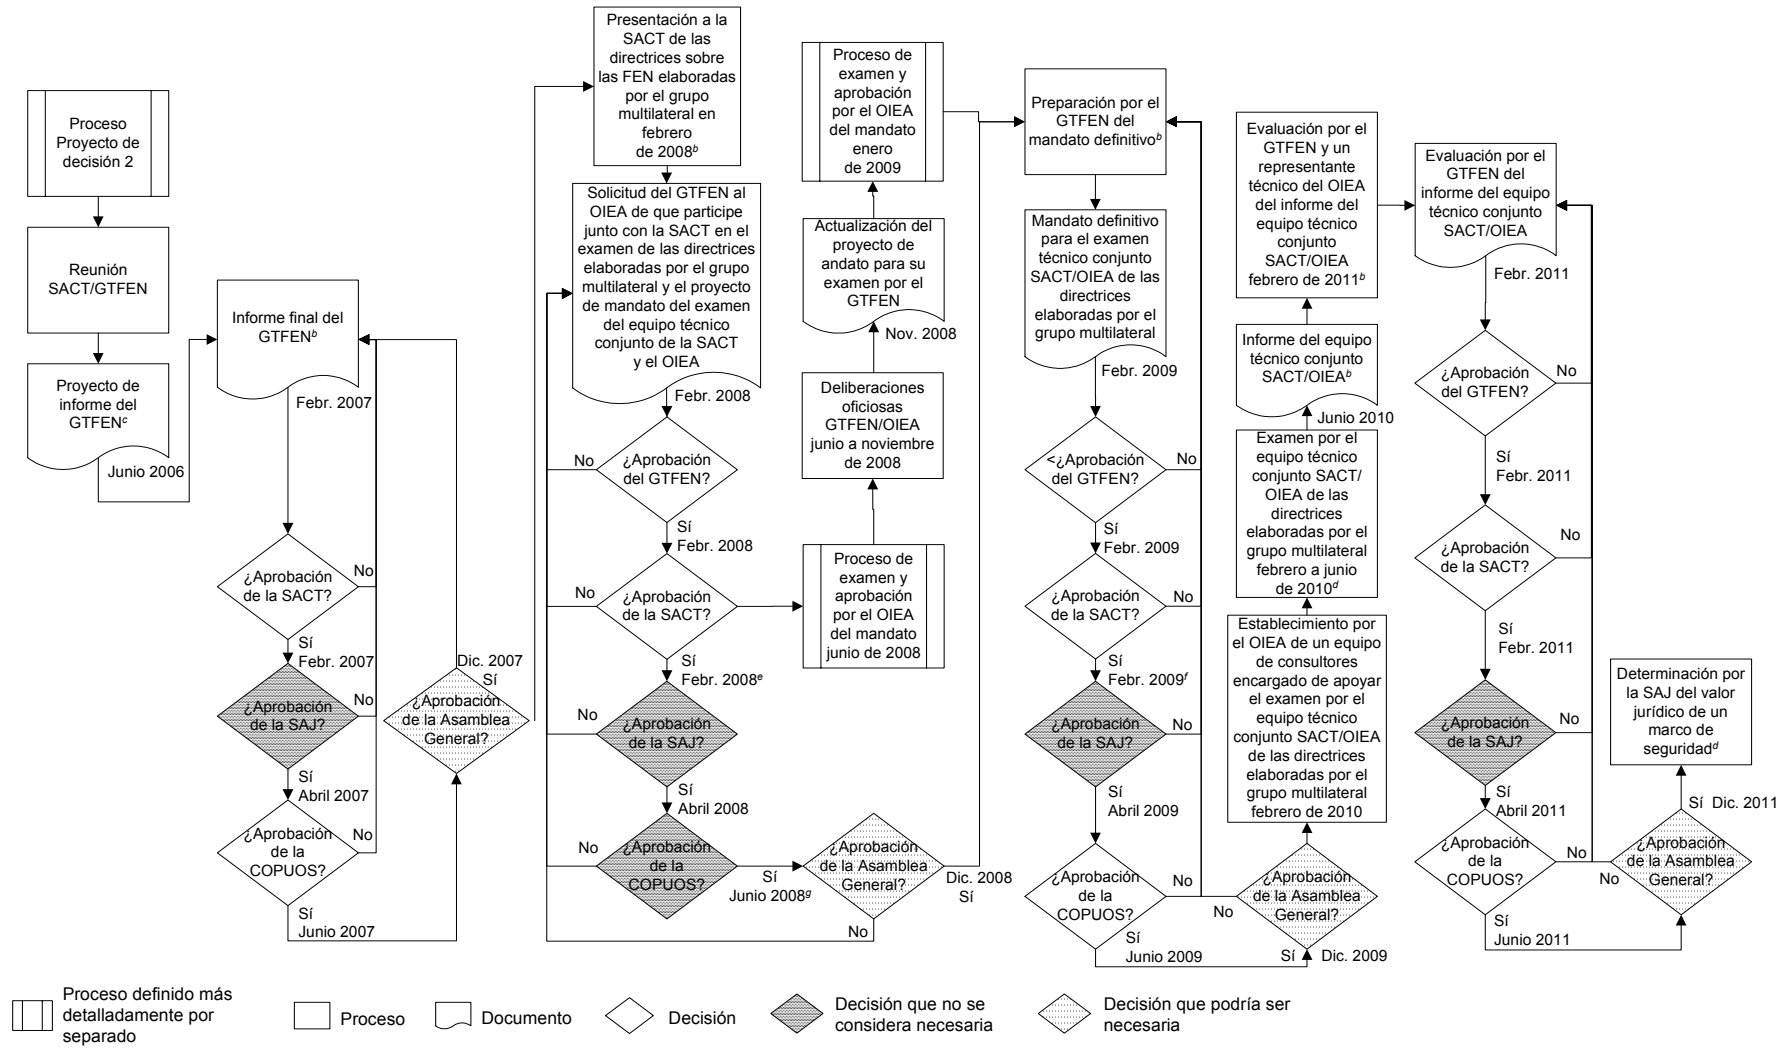 Proceso
Proyecto de
decisión 2
Reunión
SACT/GTFEN
Proyecto de
informe del
GTFENc
Junio 2006
Informe final del
GTFENb
Febr. 2007
¿Aprobación
de la SACT?
No
Sí
Febr. 2007
¿Aprobación
de la SAJ?
No
Sí
Abril 2007
¿Aprobación
de la
COPUOS?
No
Sí
Junio 2007
Dic. 2007
Sí
¿Aprobación
de la Asamblea
General?
Presentación a la
SACT de las
directrices sobre
las FEN elaboradas
por el grupo
multilateral en
febrero
de 2008b
Solicitud del GTFEN al
OIEA de que participe
junto con la SACT en el
examen de las directrices
elaboradas por el grupo
multilateral y el proyecto
de mandato del examen
del equipo técnico
conjunto de la SACT
y el OIEA
Febr. 2008
No
¿Aprobación
del GTFEN?
Sí
Febr. 2008
No
¿Aprobación
de la SACT?
Sí
Febr. 2008e
No
¿Aprobación
de la SAJ?
Sí
Abril 2008
No
¿Aprobación
de la
COPUOS?
Sí
Junio 2008g
¿Aprobación
de la Asamblea
General?
Dic. 2008
Sí
No
Proceso de
examen y
aprobación
por el OIEA
del mandato
enero
de 2009
Actualización del
proyecto de
andato para su
examen por el
GTFEN
Nov. 2008
Deliberaciones
oficiosas
GTFEN/OIEA
junio a noviembre
de 2008
Proceso de
examen y
aprobación
por el OIEA
del mandato
junio de 2008
Preparación por el
GTFEN del
mandato definitivob
Mandato definitivo
para el examen
técnico conjunto
SACT/OIEA de las
directrices
elaboradas por el
grupo multilateral
Febr. 2009
<¿Aprobación
del GTFEN?
No
Sí
Febr. 2009
¿Aprobación
de la SACT?
No
Sí
Febr. 2009f
¿Aprobación
de la SAJ?
No
Sí
Abril 2009
¿Aprobación
de la
COPUOS?
No
Sí
Junio 2009
No
¿Aprobación
de la Asamblea
General?
Sí
Dic. 2009
Evaluación por el
GTFEN y un
representante
técnico del OIEA
del informe del
equipo técnico
conjunto
SACT/OIEA
febrero de 2011b
Informe del equipo
técnico conjunto
SACT/OIEAb
Junio 2010
Examen por el
equipo técnico
conjunto SACT/
OIEA de las
directrices
elaboradas por el
grupo multilateral
febrero a junio
de 2010d
Establecimiento por
el OIEA de un equipo
de consultores
encargado de apoyar
el examen por el
equipo técnico
conjunto SACT/OIEA
de las directrices
elaboradas por el
grupo multilateral
febrero de 2010
Evaluación por el
GTFEN del
informe del equipo
técnico conjunto
SACT/OIEA
Febr. 2011
¿Aprobación
del GTFEN?
No
Sí
Febr. 2011
¿Aprobación
de la SACT?
No
Sí
Febr. 2011
¿Aprobación
de la SAJ?
No
Sí
Abril 2011
¿Aprobación
de la
COPUOS?
No
Sí
Junio 2011
Determinación por
la SAJ del valor
jurídico de un
marco de
seguridadd
Sí Dic. 2011
No
¿Aprobación
de la Asamblea
General?
Proceso definido más
detalladamente por
separado
Proceso
Documento
Decisión
Decisión que no se
considera necesaria
Decisión que podría ser
necesaria